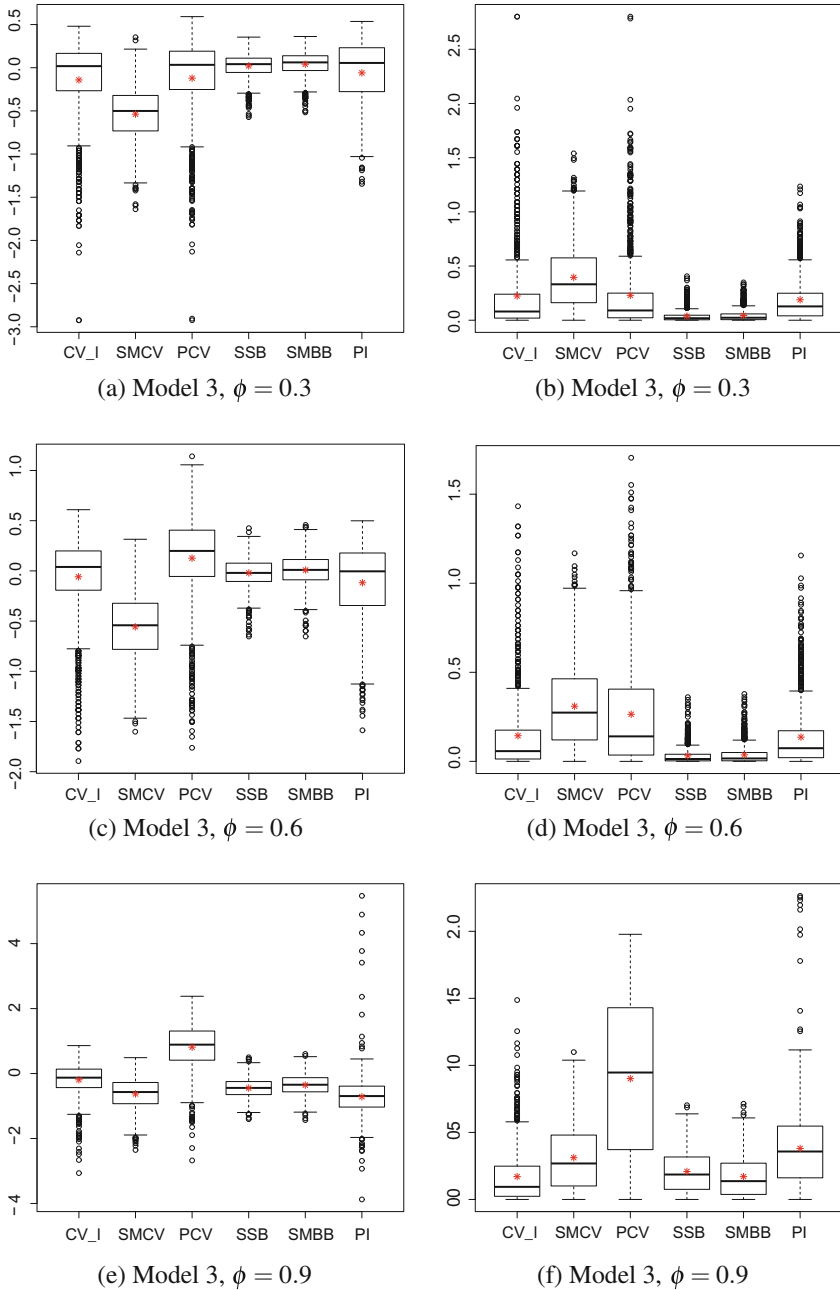 0.5
0.0
−0.5
−1.0
−1.5
−2.0
−2.5
−3.0
CV_I SMCV PCV SSB SMBB PI
(a) Model 3, ϕ = 0.3
2.5
2.0
1.5
1.0
0.5
0.0
CV_I SMCV PCV SSB SMBB PI
(b) Model 3, ϕ = 0.3
1.0
0.5
0.0
−0.5
−1.0
−1.5
−2.0
CV_I SMCV PCV SSB SMBB PI
(c) Model 3, ϕ = 0.6
1.5
1.0
0.5
0.0
CV_I SMCV PCV SSB SMBB PI
(d) Model 3, ϕ = 0.6
4
2
0
−2
−4
CV_I SMCV PCV SSB SMBB PI
(e) Model 3, ϕ = 0.9
2.0
15
10
05
00
CV_I SMCV PCV SSB SMBB PI
(f) Model 3, ϕ = 0.9